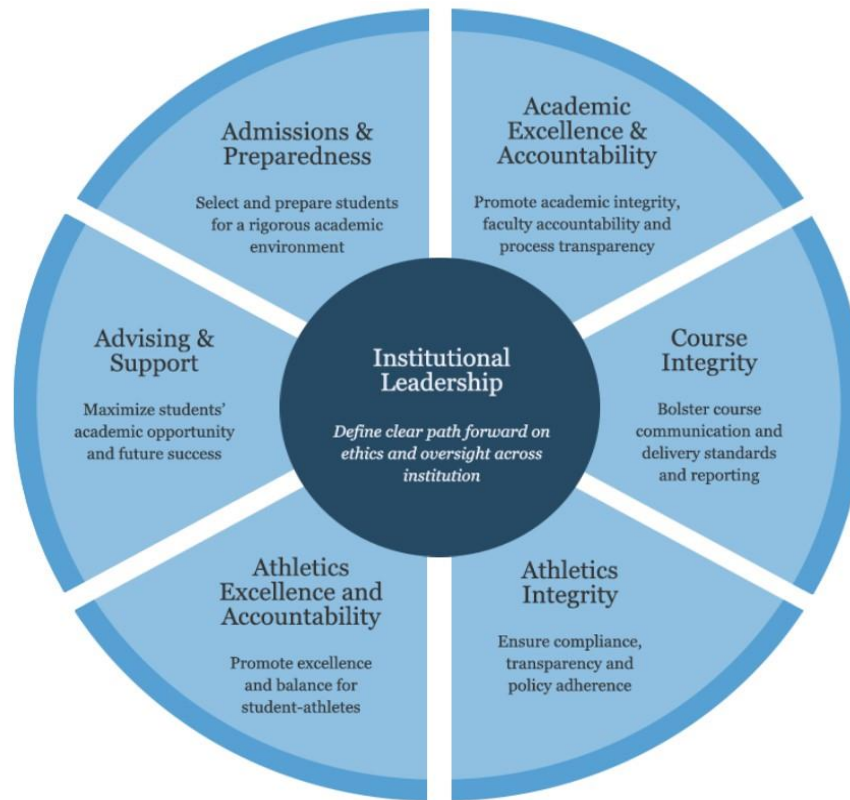 Admissions &
Preparedness
Select and prepare students
for a rigorous academic
environment
Academic
Excellence &
Accountability
Promote academic integrity,
faculty accountability and
process transparency
Advising &
Support
Maximize students’
academic opportunity
and future success
Institutional
Leadership
Define clear path forward on
ethics and oversight across
institution
Course
Integrity
Bolster course
communication and
delivery standards
and reporting
Athletics
Excellence and
Accountability
Promote excellence
and balance for
student-athletes
Athletics
Integrity
Ensure compliance,
transparency and
policy adherence